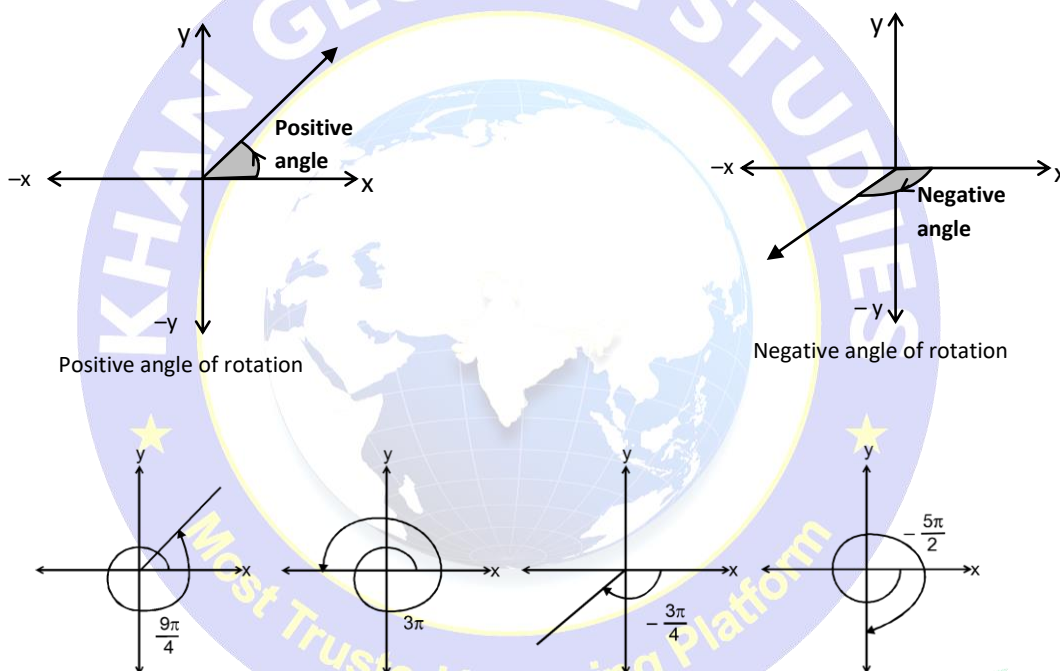 KHAN GLOBAL STUDIES
y
Positive
angle
–x
x
–y
Positive angle of rotation
y
–x
x
Negative
angle
– y
Negative angle of rotation
y
x
9π
4
y
x
3π
y
x
– 3π
4
y
x
– 5π
2
Most Trusted Learning Platform